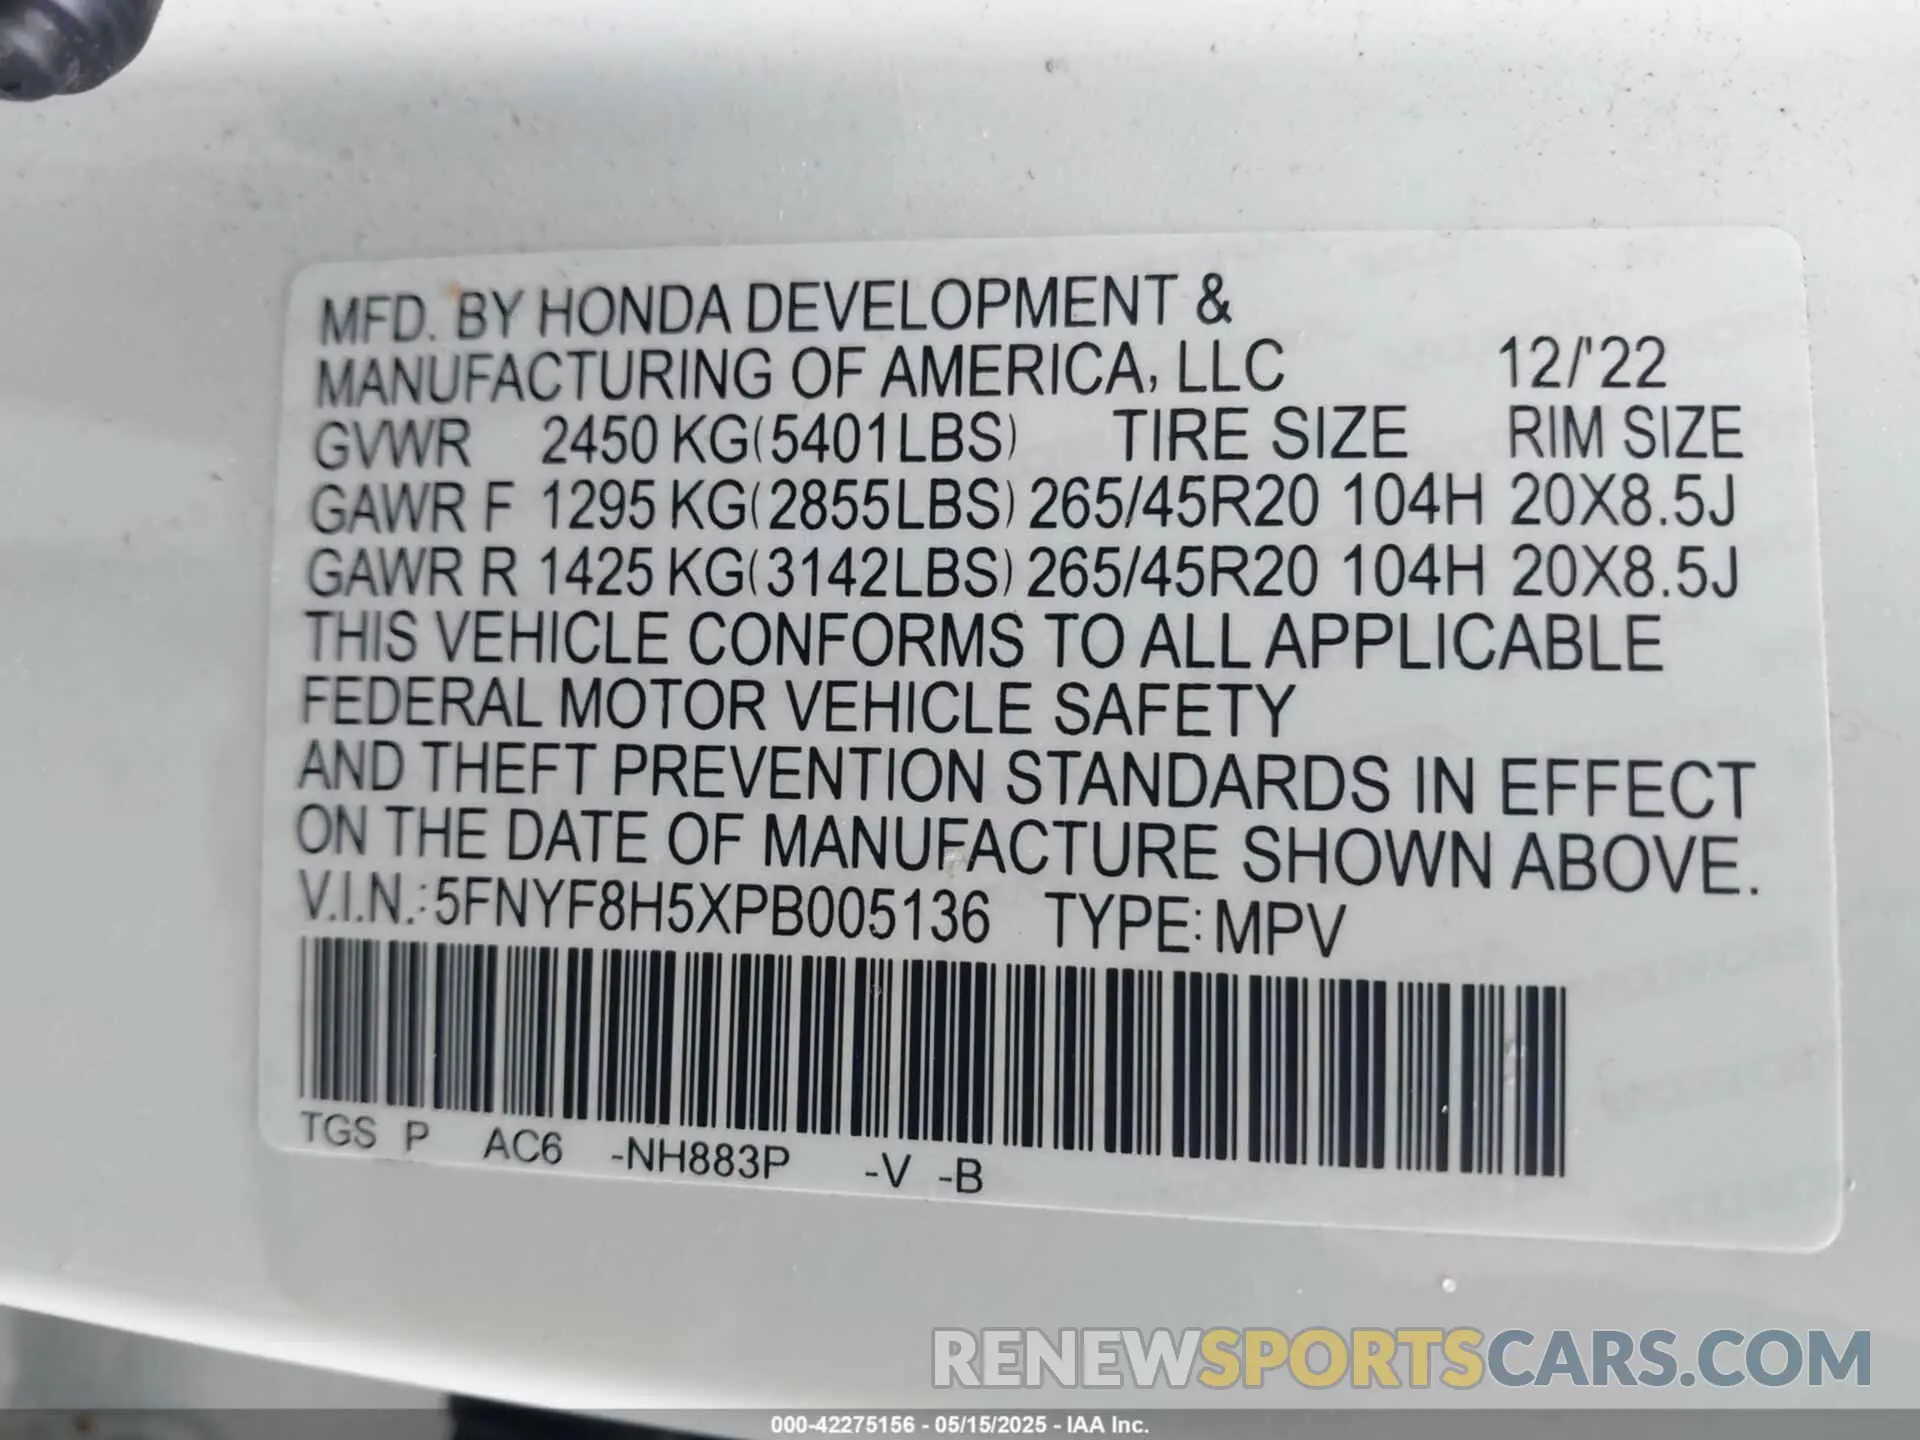 MFD. BY HONDA DEVELOPMENT &
MANUFACTURING OF AMERICA, LLC 12/'22
GVWR 2450 KG(5401LBS) TIRE SIZE RIM SIZE
GAWR F 1295 KG(2855LBS) 265/45R20 104H 20X8.5J
GAWR R 1425 KG(3142LBS) 265/45R20 104H 20X8.5J
THIS VEHICLE CONFORMS TO ALL APPLICABLE
FEDERAL MOTOR VEHICLE SAFETY
AND THEFT PREVENTION STANDARDS IN EFFECT
ON THE DATE OF MANUFACTURE SHOWN ABOVE.
V.I.N.: 5FNYF8H5XPB005136 TYPE: MPV
TGS P AC6 -NH883P -V -B
RENEWSPORTSCARS.COM
000-42275156 - 05/15/2025 - IAA Inc.